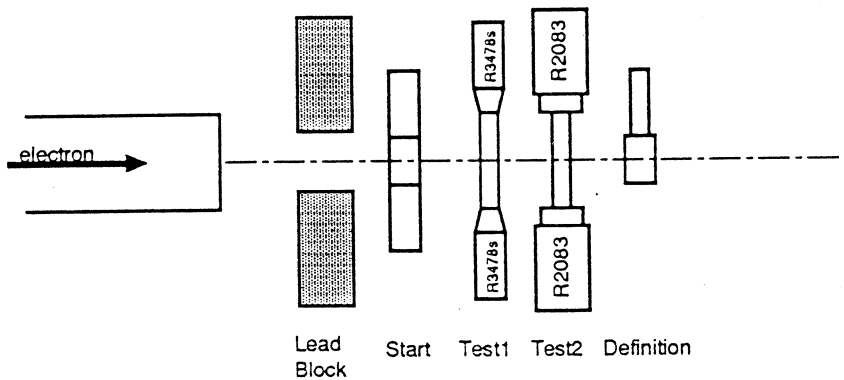 R3478s
R2083
electron
R3478s
R2083
Lead
Block
Start
Test1
Test2
Definition